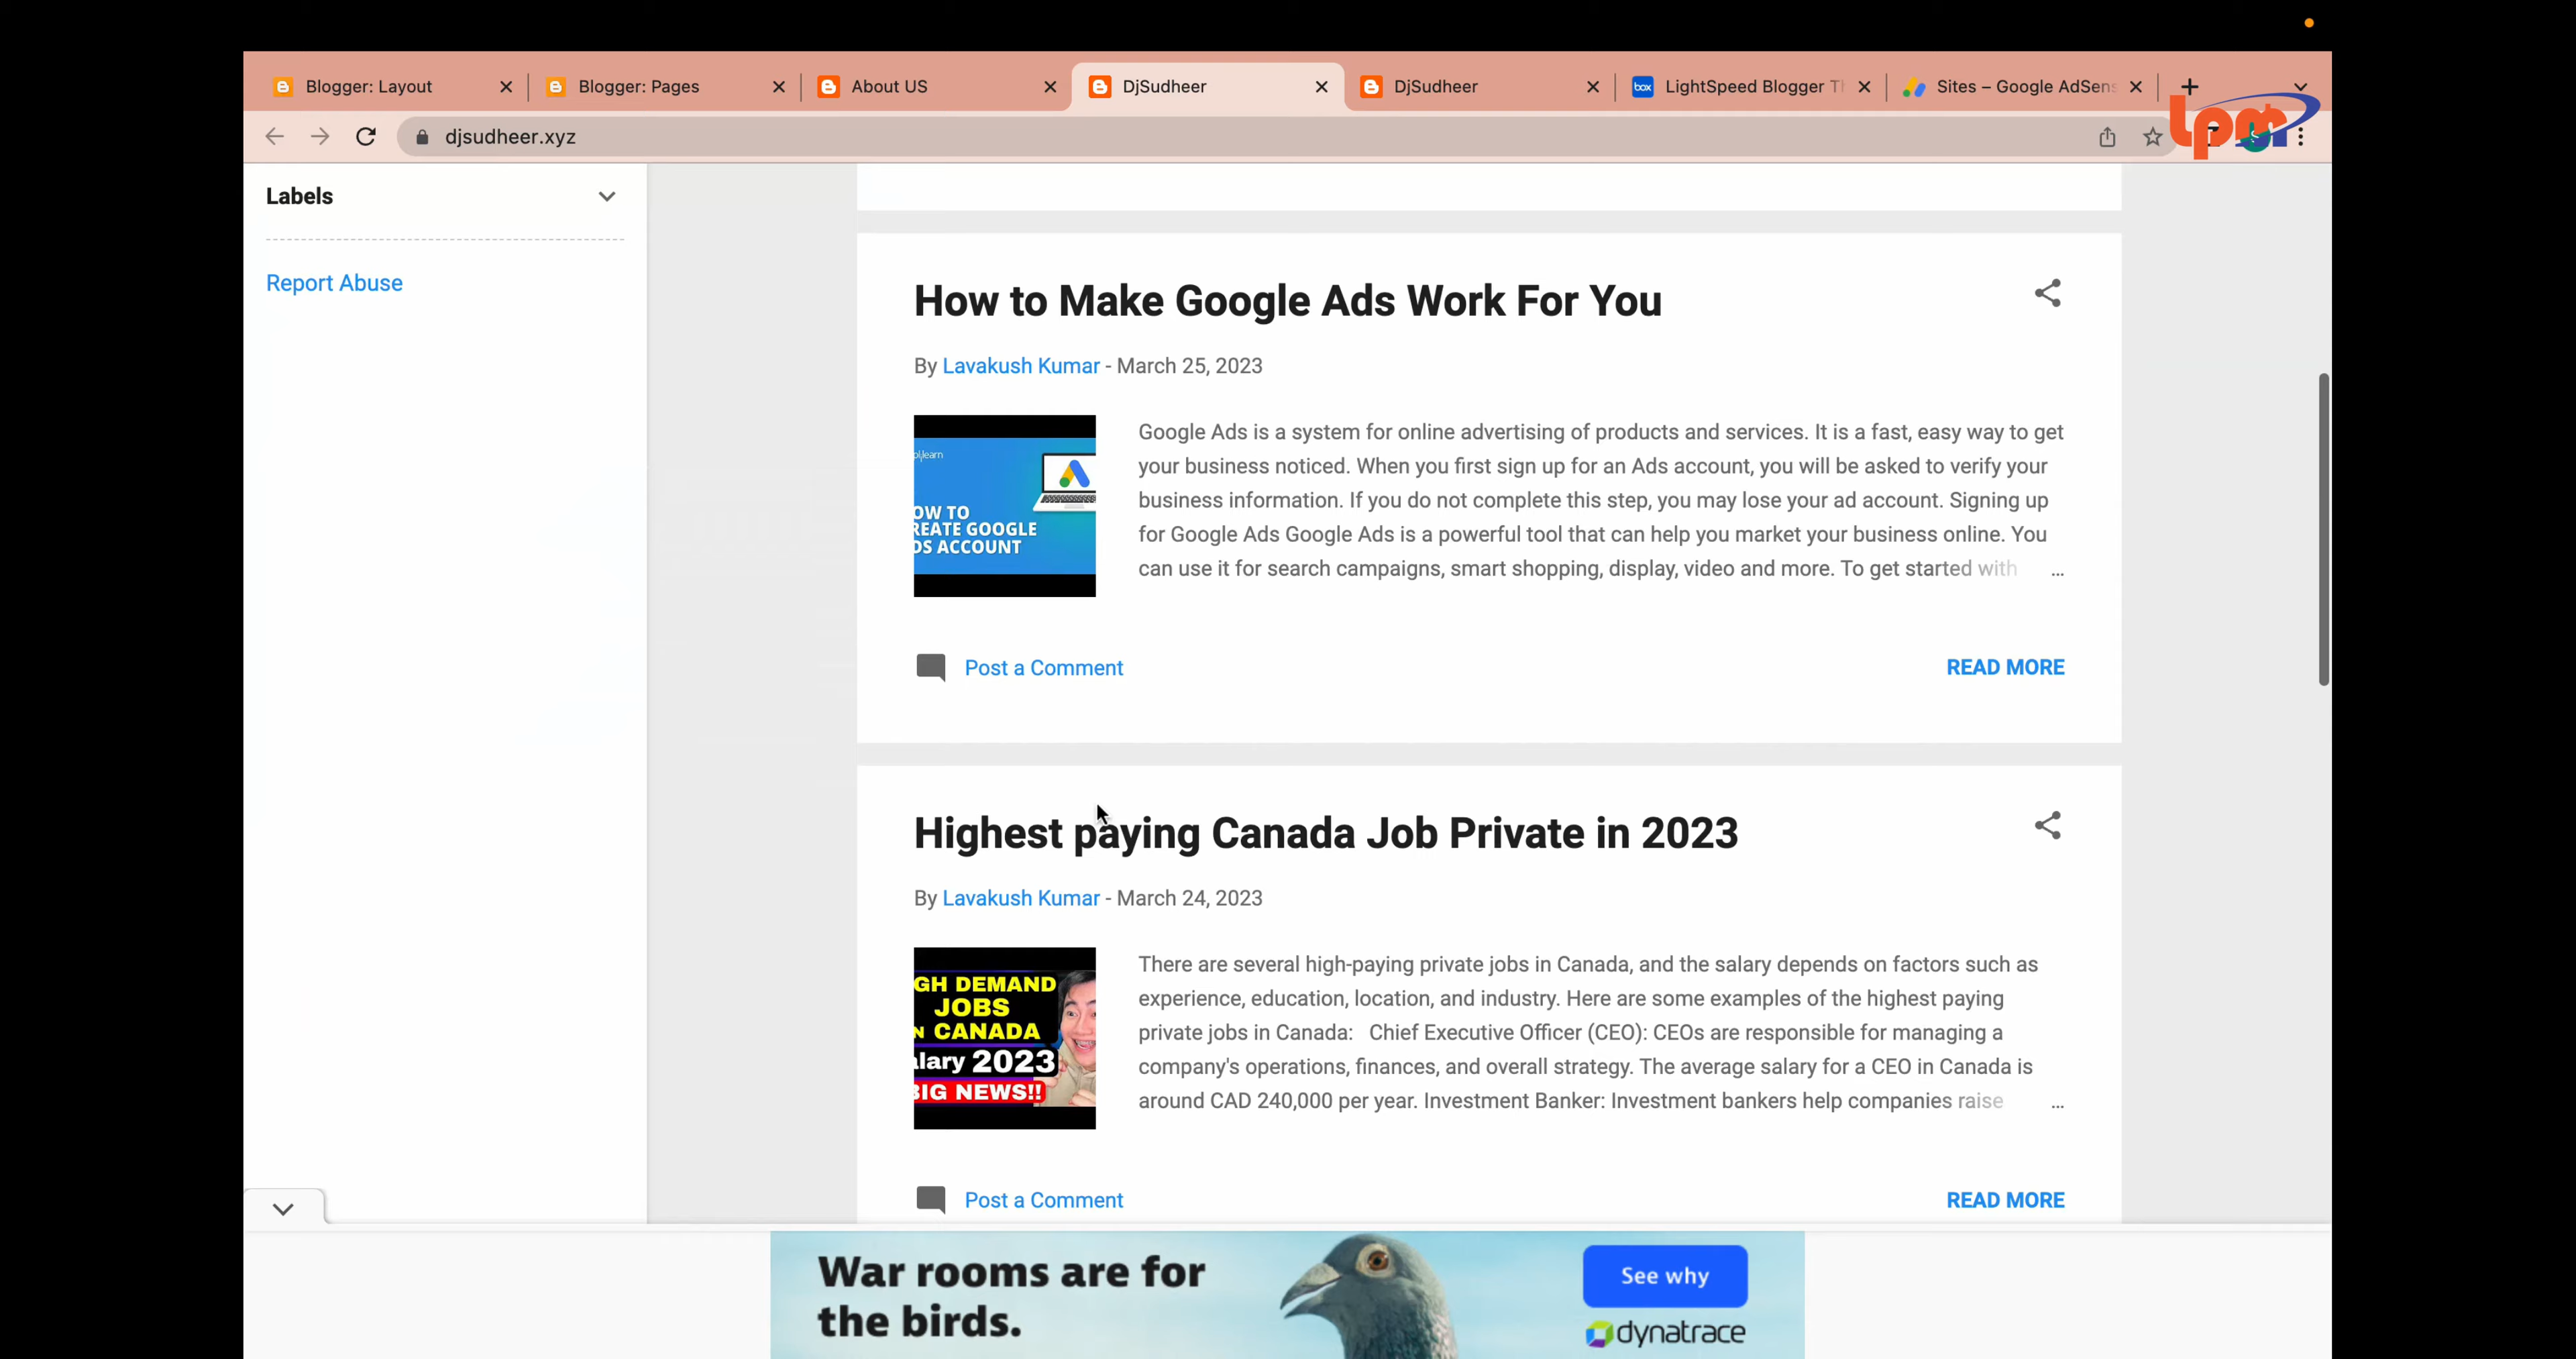 Blogger: Layout
Blogger: Pages
About US
DjSudheer
DjSudheer
LightSpeed Blogger Th
Sites – Google AdSens
lpm
djsudheer.xyz
Labels
Report Abuse
How to Make Google Ads Work For You
By Lavakush Kumar - March 25, 2023
pl|learn
OW TO
REATE GOOGLE
DS ACCOUNT
Google Ads is a system for online advertising of products and services. It is a fast, easy way to get
your business noticed. When you first sign up for an Ads account, you will be asked to verify your
business information. If you do not complete this step, you may lose your ad account. Signing up
for Google Ads Google Ads is a powerful tool that can help you market your business online. You
can use it for search campaigns, smart shopping, display, video and more. To get started with ...
Post a Comment
READ MORE
Highest paying Canada Job Private in 2023
By Lavakush Kumar - March 24, 2023
GH DEMAND
JOBS
N CANADA
alary 2023
BIG NEWS!!
There are several high-paying private jobs in Canada, and the salary depends on factors such as
experience, education, location, and industry. Here are some examples of the highest paying
private jobs in Canada: Chief Executive Officer (CEO): CEOs are responsible for managing a
company's operations, finances, and overall strategy. The average salary for a CEO in Canada is
around CAD 240,000 per year. Investment Banker: Investment bankers help companies raise ...
Post a Comment
READ MORE
War rooms are for
the birds.
See why
dynatrace